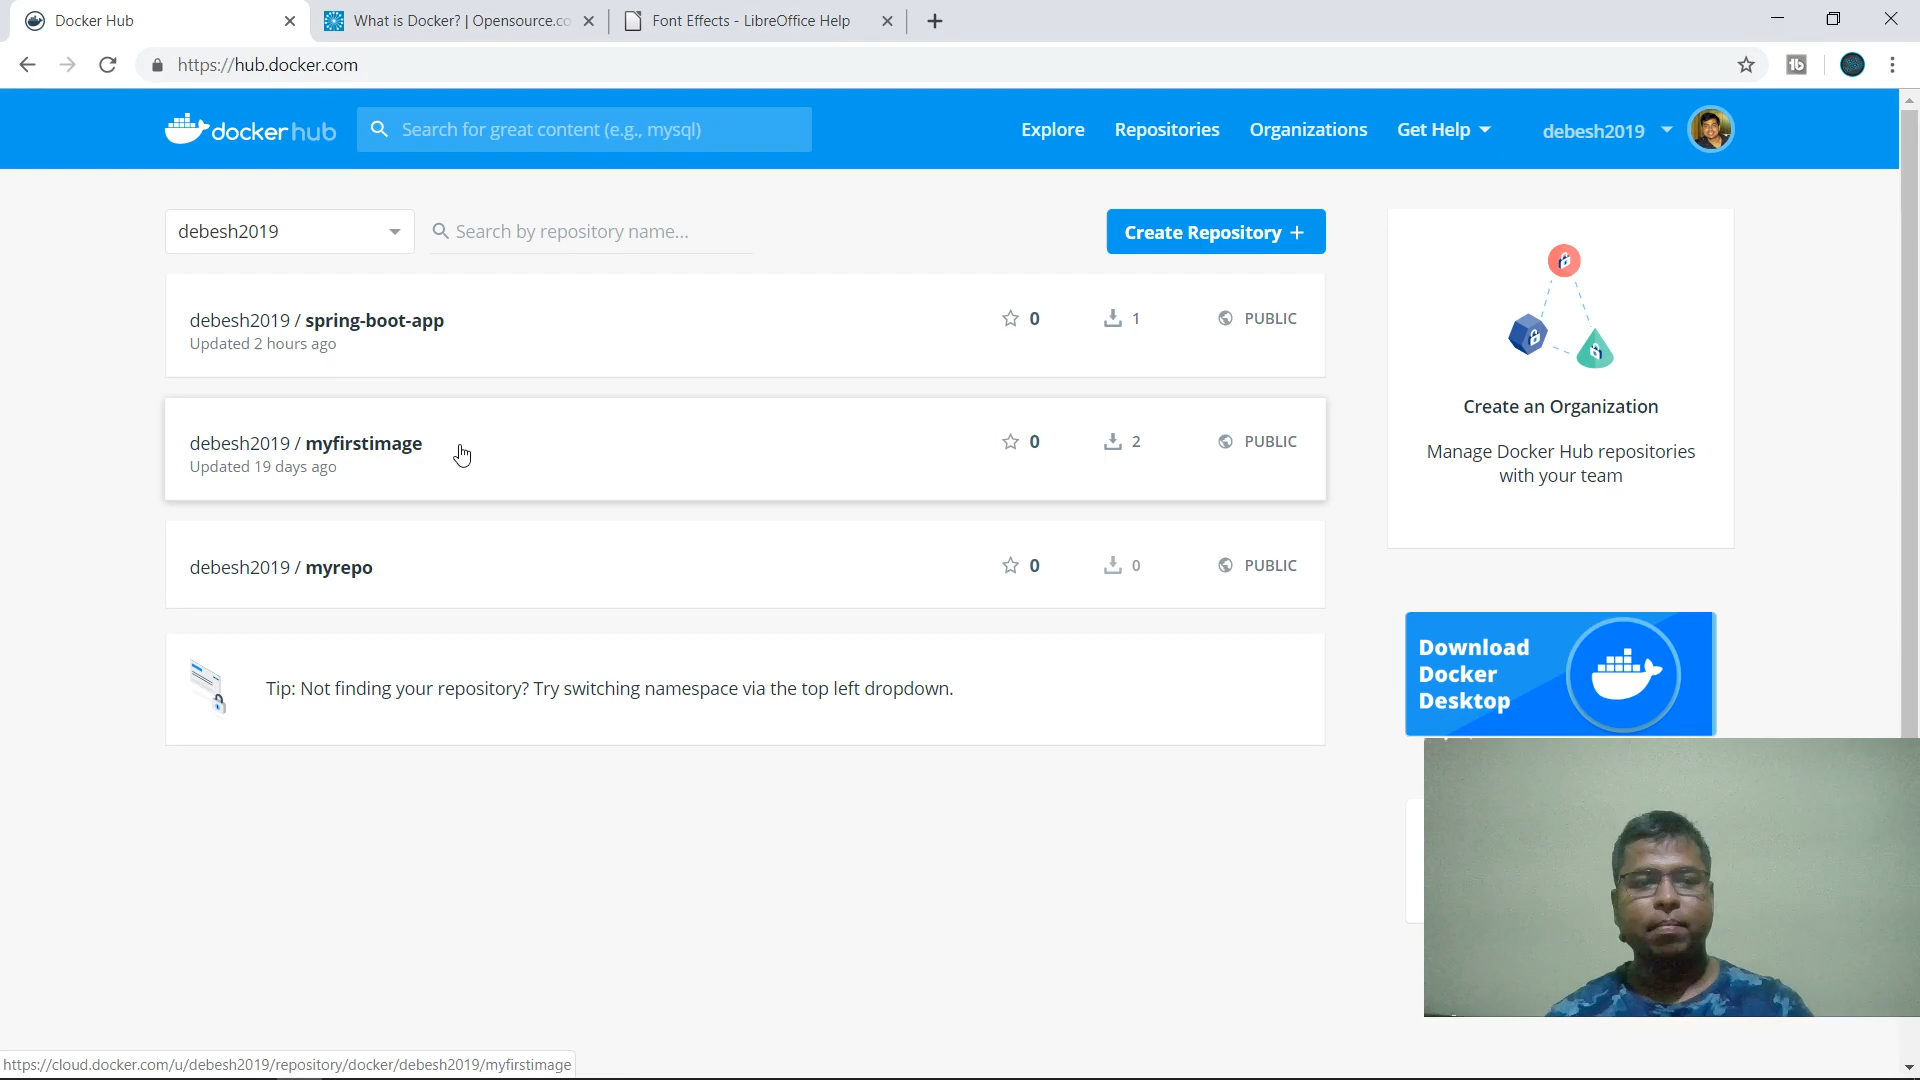 Docker Hub
What is Docker? | Opensource.co
Font Effects - LibreOffice Help
https://hub.docker.com
docker hub
Search for great content (e.g., mysql)
Explore
Repositories
Organizations
Get Help
debesh2019
debesh2019
Search by repository name...
Create Repository +
debesh2019 / spring-boot-app
Updated 2 hours ago
0
1
PUBLIC
debesh2019 / myfirstimage
Updated 19 days ago
0
2
PUBLIC
debesh2019 / myrepo
0
0
PUBLIC
Tip: Not finding your repository? Try switching namespace via the top left dropdown.
Create an Organization
Manage Docker Hub repositories
with your team
Download
Docker
Desktop
https://cloud.docker.com/u/debesh2019/repository/docker/debesh2019/myfirstimage